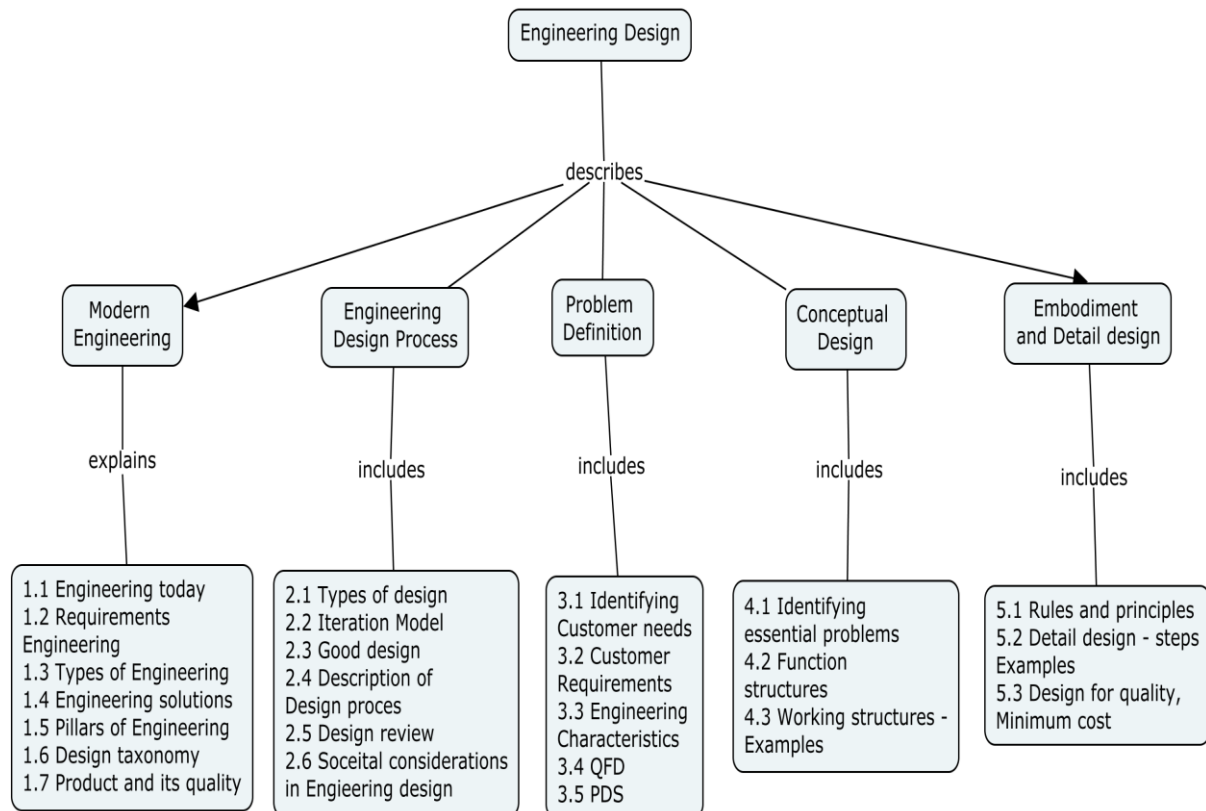 Engineering Design
describes
Modern
Engineering
Engineering
Design Process
Problem
Definition
Conceptual
Design
Embodiment
and Detail design
explains
includes
includes
includes
includes
1.1 Engineering today
1.2 Requirements
Engineering
1.3 Types of Engineering
1.4 Engineering solutions
1.5 Pillars of Engineering
1.6 Design taxonomy
1.7 Product and its quality
2.1 Types of design
2.2 Iteration Model
2.3 Good design
2.4 Description of
Design proces
2.5 Design review
2.6 Soceital considerations
in Engieering design
3.1 Identifying
Customer needs
3.2 Customer
Requirements
3.3 Engineering
Characteristics
3.4 QFD
3.5 PDS
4.1 Identifying
essential problems
4.2 Function
structures
4.3 Working structures -
Examples
5.1 Rules and principles
5.2 Detail design - steps
Examples
5.3 Design for quality,
Minimum cost